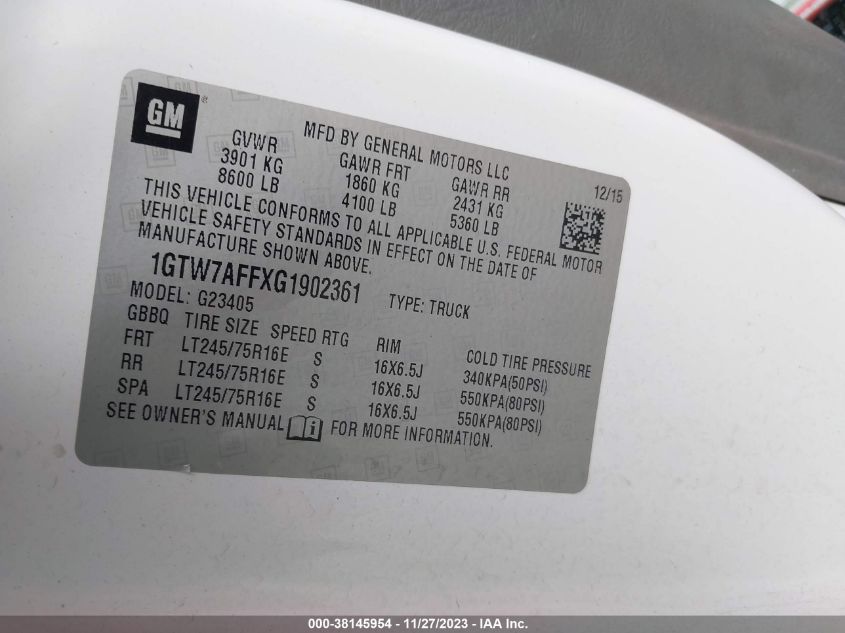 GM
MFD BY GENERAL MOTORS LLC
12/15
GVWR GAWR FRT GAWR RR
3901 KG 1860 KG 2431 KG
8600 LB 4100 LB 5360 LB
THIS VEHICLE CONFORMS TO ALL APPLICABLE U.S. FEDERAL MOTOR
VEHICLE SAFETY STANDARDS IN EFFECT ON THE DATE OF
MANUFACTURE SHOWN ABOVE.
1GTW7AFFXG1902361 TYPE: TRUCK
MODEL: G23405
GBBQ TIRE SIZE SPEED RTG RIM COLD TIRE PRESSURE
FRT LT245/75R16E S 16X6.5J 340KPA(50PSI)
RR LT245/75R16E S 16X6.5J 550KPA(80PSI)
SPA LT245/75R16E S 16X6.5J 550KPA(80PSI)
SEE OWNER'S MANUAL i FOR MORE INFORMATION.
000-38145954 - 11/27/2023 - IAA Inc.